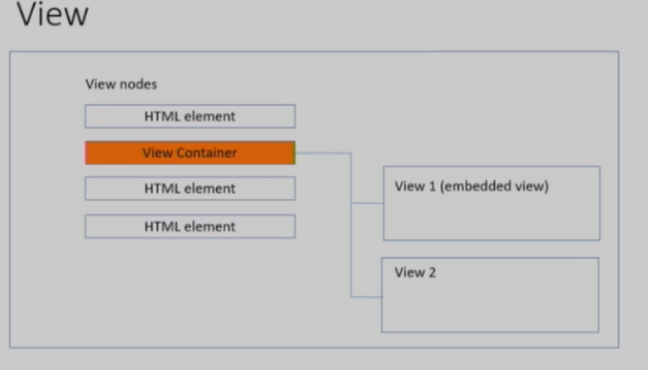 View
View nodes
HTML element
View Container
HTML element
HTML element
View 1 (embedded view)
View 2